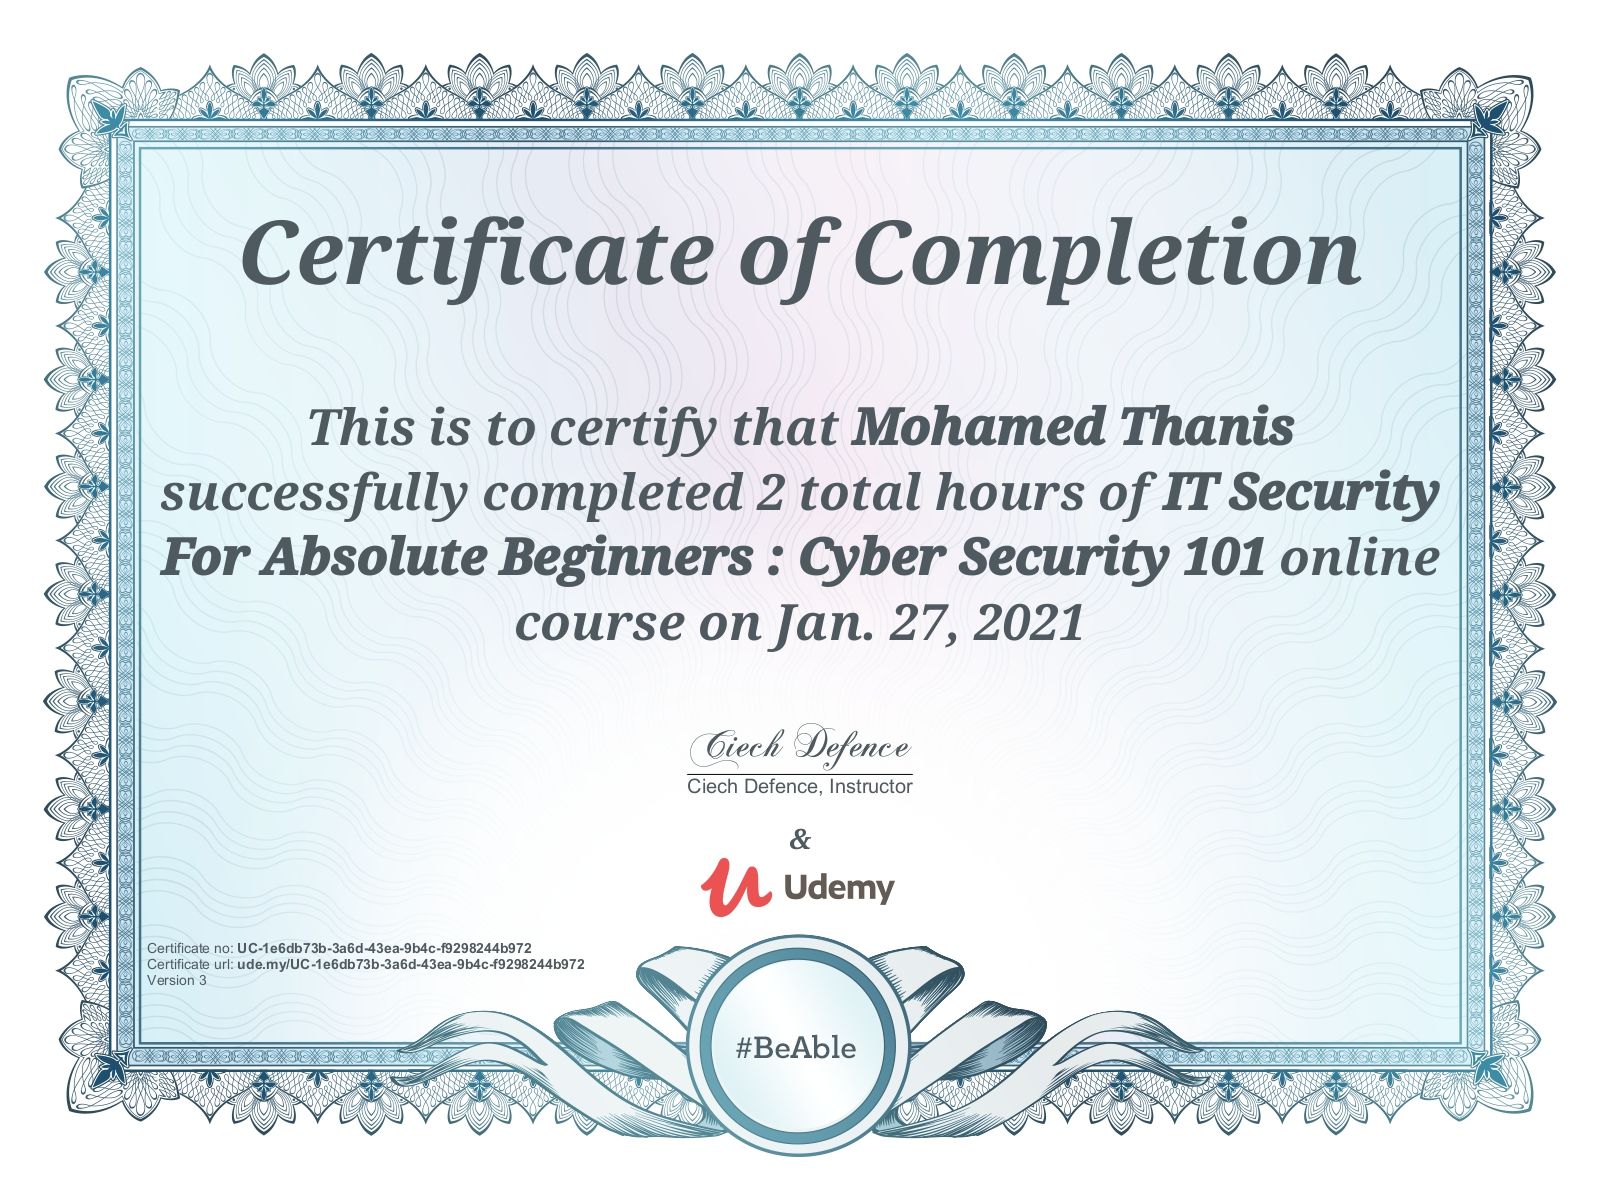 Certificate of Completion
This is to certify that Mohamed Thanis
successfully completed 2 total hours of IT Security
For Absolute Beginners : Cyber Security 101 online
course on Jan. 27, 2021
Ciech Defence
Ciech Defence, Instructor
&
Udemy
Certificate no: UC-1e6db73b-3a6d-43ea-9b4c-f9298244b972
Certificate url: ude.my/UC-1e6db73b-3a6d-43ea-9b4c-f9298244b972
Version 3
#BeAble